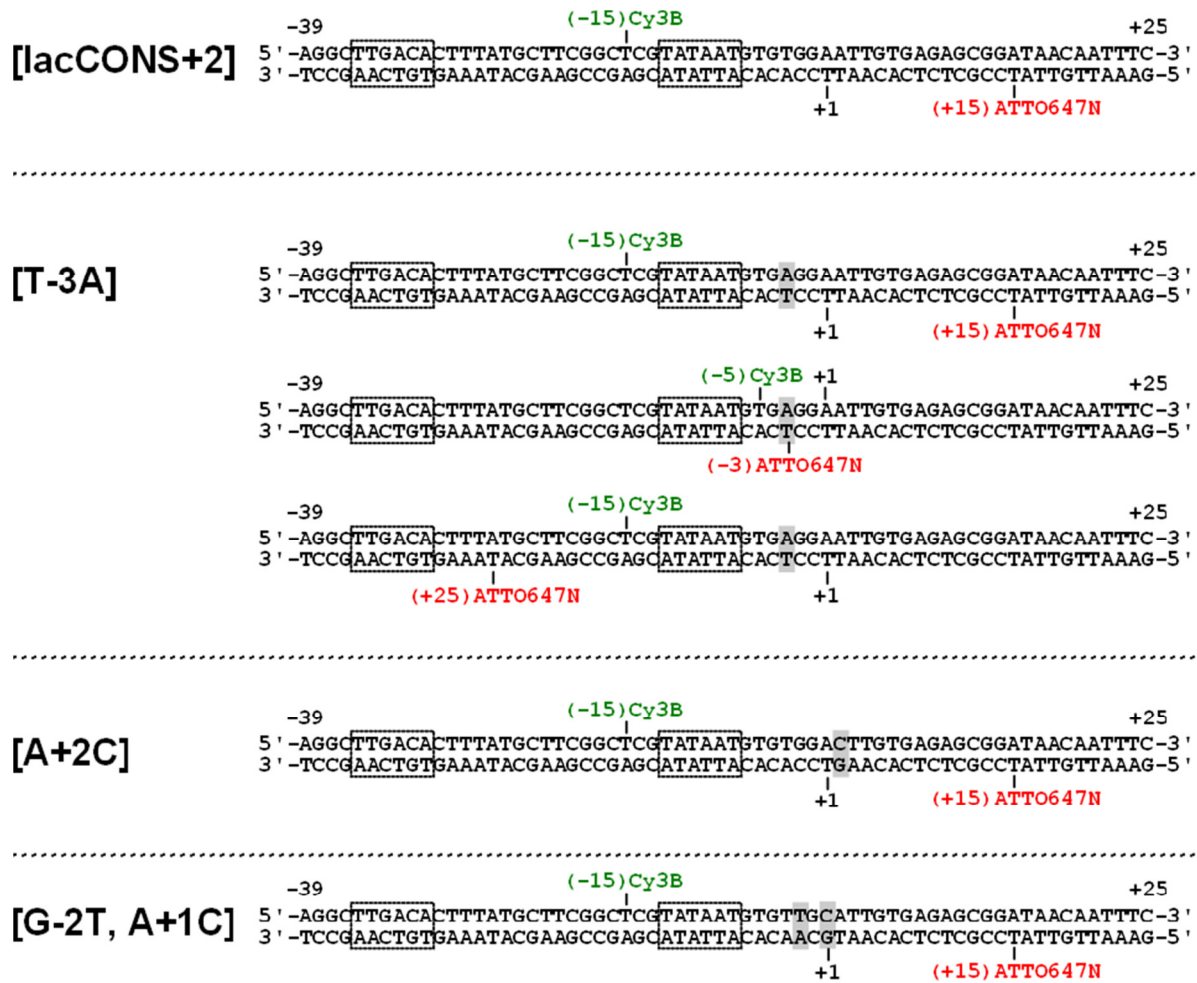 (-15)Cy3B
-39 +25
[lacCONS+2]
5'-AGGCTTGACACTTTATGCTTCGGCTCGTATAATGTGTGGAATTGTGAGAGCGGATAACAATTTC-3'
3'-TCCGAACTGTGAAATACGAAGCCGAGCATATTACACACCTTAACACTCTCGCCTATTGTTAAAG-5'
+1 (+15)ATTO647N
(-15)Cy3B
-39 +25
[T-3A]
5'-AGGCTTGACACTTTATGCTTCGGCTCGTATAATGTGAGGAATTGTGAGAGCGGATAACAATTTC-3'
3'-TCCGAACTGTGAAATACGAAGCCGAGCATATTACACTCCTTAACACTCTCGCCTATTGTTAAAG-5'
+1 (+15)ATTO647N
(-5)Cy3B +1
-39 +25
5'-AGGCTTGACACTTTATGCTTCGGCTCGTATAATGTGAGGAATTGTGAGAGCGGATAACAATTTC-3'
3'-TCCGAACTGTGAAATACGAAGCCGAGCATATTACACTCCTTAACACTCTCGCCTATTGTTAAAG-5'
(-3)ATTO647N
(-15)Cy3B
-39 +25
5'-AGGCTTGACACTTTATGCTTCGGCTCGTATAATGTGAGGAATTGTGAGAGCGGATAACAATTTC-3'
3'-TCCGAACTGTGAAATACGAAGCCGAGCATATTACACTCCTTAACACTCTCGCCTATTGTTAAAG-5'
(+25)ATTO647N +1
(-15)Cy3B
-39 +25
[A+2C]
5'-AGGCTTGACACTTTATGCTTCGGCTCGTATAATGTGTGGACTTGTGAGAGCGGATAACAATTTC-3'
3'-TCCGAACTGTGAAATACGAAGCCGAGCATATTACACACCTGAACACTCTCGCCTATTGTTAAAG-5'
+1 (+15)ATTO647N
(-15)Cy3B
-39 +25
[G-2T, A+1C]
5'-AGGCTTGACACTTTATGCTTCGGCTCGTATAATGTGTTGCATTGTGAGAGCGGATAACAATTTC-3'
3'-TCCGAACTGTGAAATACGAAGCCGAGCATATTACACAACGTAACACTCTCGCCTATTGTTAAAG-5'
+1 (+15)ATTO647N